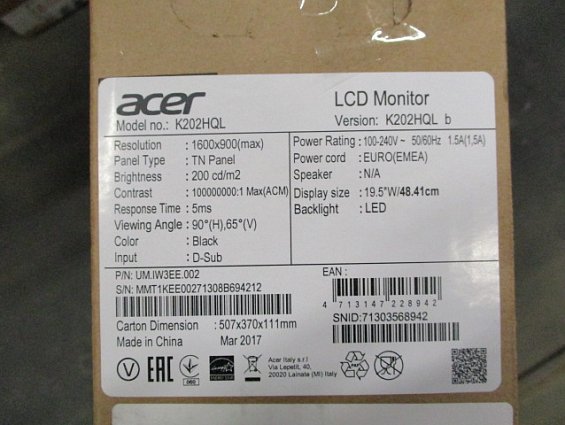 acer
LCD Monitor
Model no.: K202HQL
Version: K202HQL b
Resolution : 1600x900(max)
Panel Type : TN Panel
Brightness : 200 cd/m2
Contrast : 100000000:1 Max(ACM)
Response Time : 5ms
Viewing Angle : 90°(H),65°(V)
Color : Black
Input : D-Sub
Power Rating : 100-240V~ 50/60Hz 1.5A(1,5A)
Power cord : EURO(EMEA)
Speaker : N/A
Display size : 19.5"W/48.41cm
Backlight : LED
P/N: UM.IW3EE.002
S/N: MMT1KEE00271308B694212
EAN :
4 713147 228942
SNID:71303568942
Carton Dimension : 507x370x111mm
Made in China Mar 2017
V
EAC
060
ENERGY STAR
Acer Italy s.r.l
Via Lepetit, 40,
20020 Lainate (MI) Italy